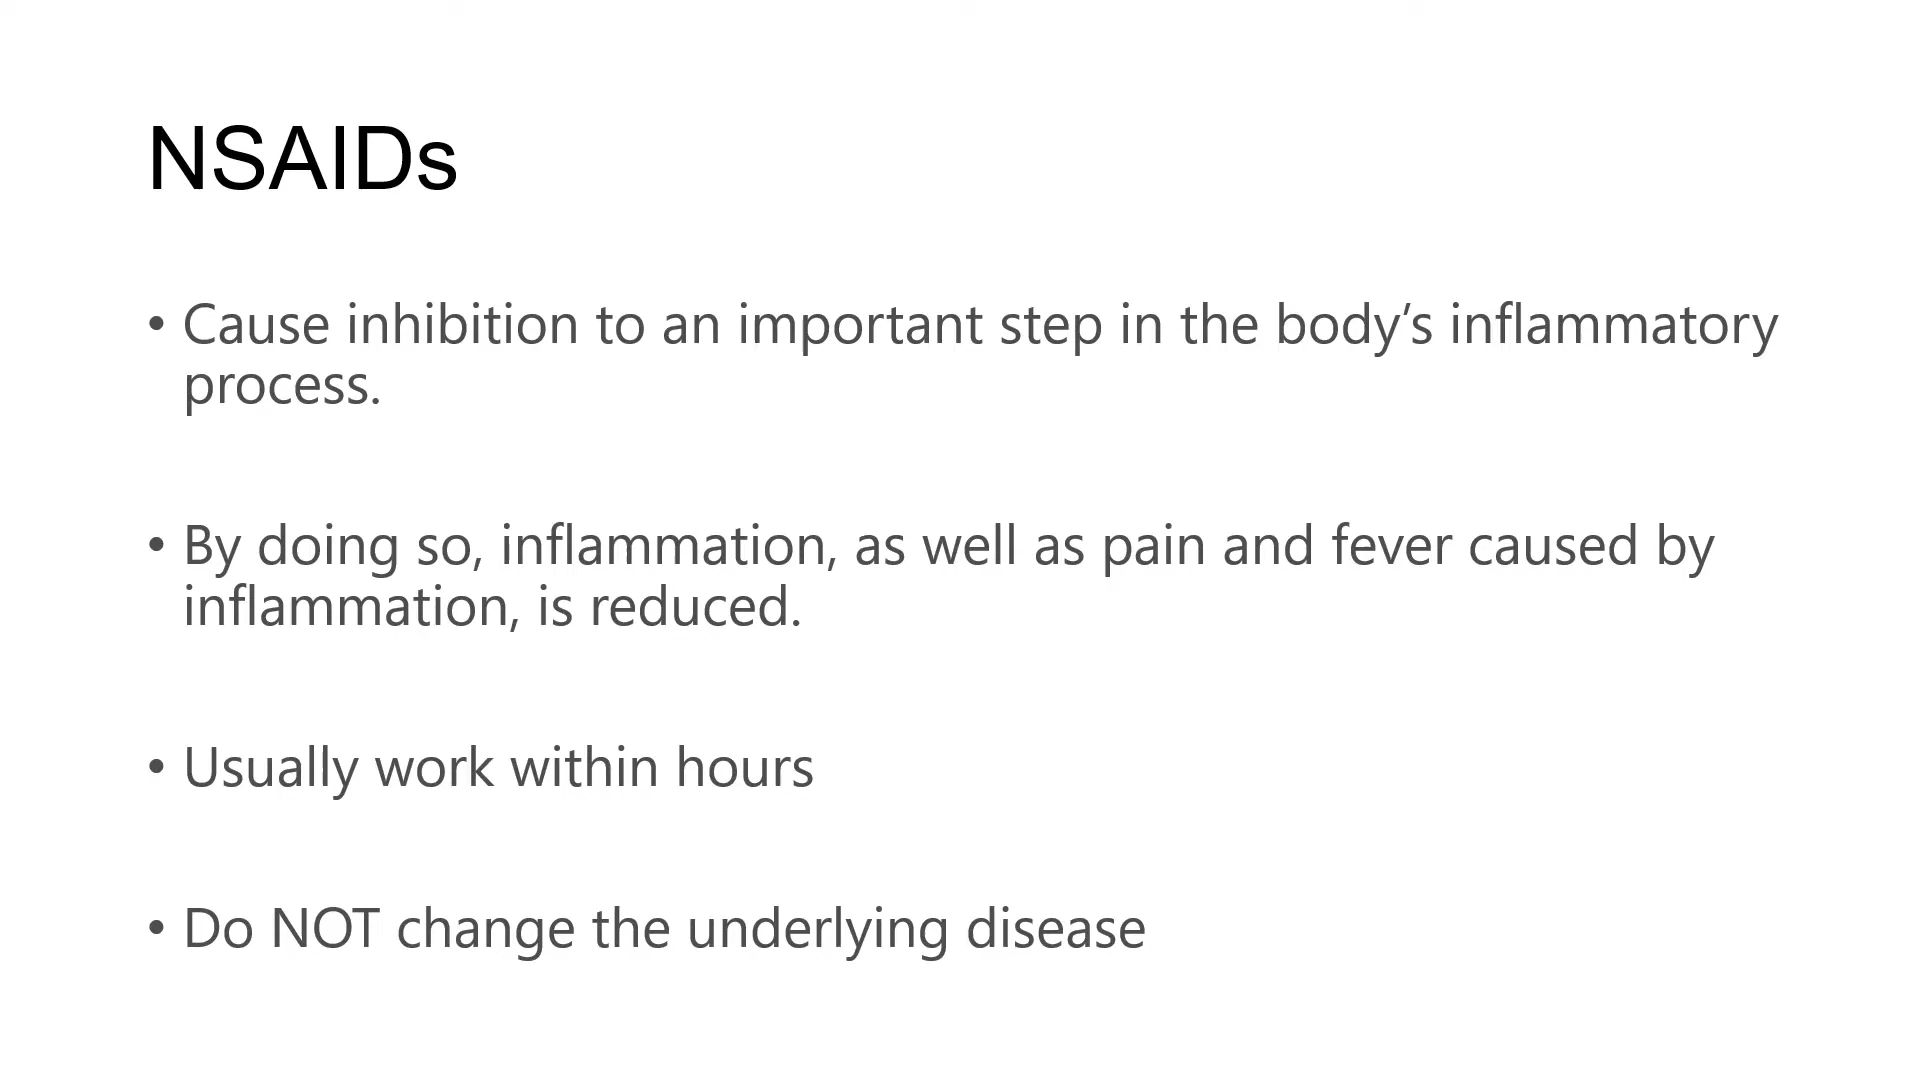 NSAIDs
• Cause inhibition to an important step in the body’s inflammatory
process.
• By doing so, inflammation, as well as pain and fever caused by
inflammation, is reduced.
• Usually work within hours
• Do NOT change the underlying disease